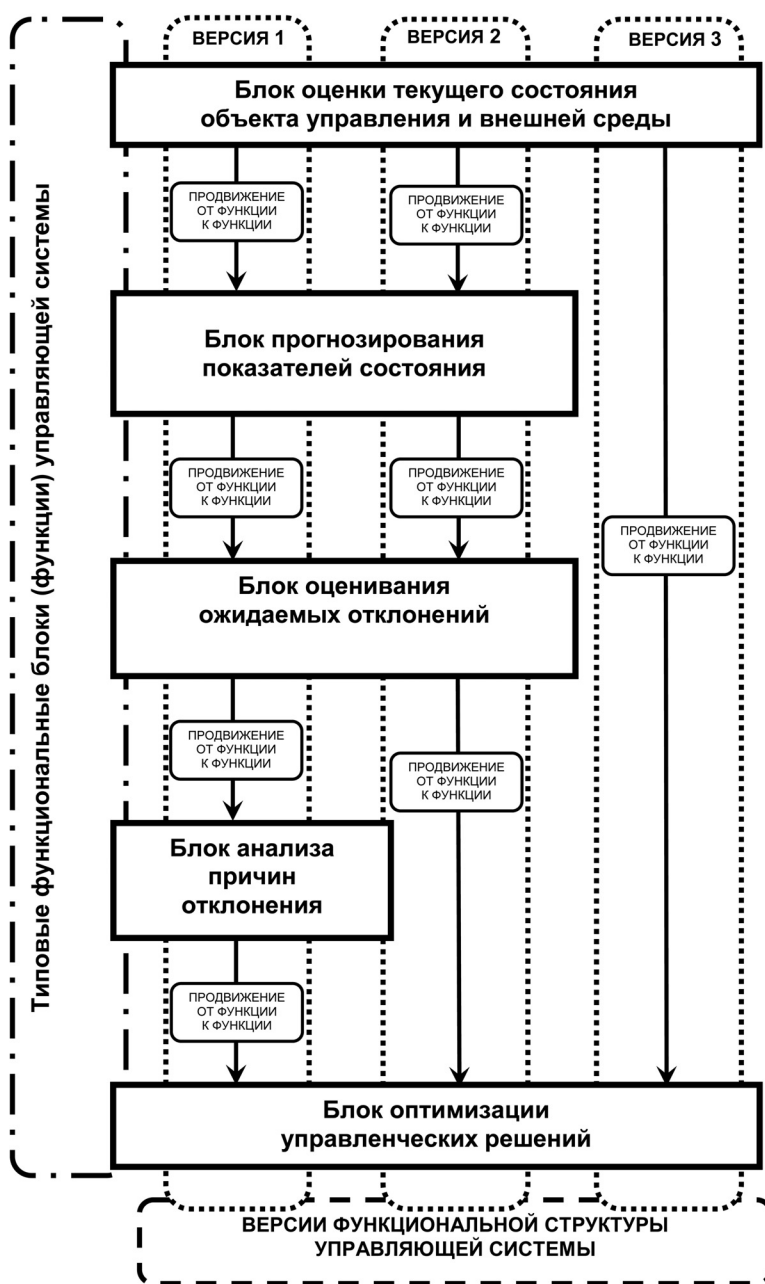 ВЕРСИЯ 1
ВЕРСИЯ 2
ВЕРСИЯ 3
Блок оценки текущего состояния
объекта управления и внешней среды
ПРОДВИЖЕНИЕ
ОТ ФУНКЦИИ
К ФУНКЦИИ
ПРОДВИЖЕНИЕ
ОТ ФУНКЦИИ
К ФУНКЦИИ
Блок прогнозирования
показателей состояния
ПРОДВИЖЕНИЕ
ОТ ФУНКЦИИ
К ФУНКЦИИ
ПРОДВИЖЕНИЕ
ОТ ФУНКЦИИ
К ФУНКЦИИ
ПРОДВИЖЕНИЕ
ОТ ФУНКЦИИ
К ФУНКЦИИ
Блок оценивания
ожидаемых отклонений
ПРОДВИЖЕНИЕ
ОТ ФУНКЦИИ
К ФУНКЦИИ
ПРОДВИЖЕНИЕ
ОТ ФУНКЦИИ
К ФУНКЦИИ
Блок анализа
причин
отклонения
ПРОДВИЖЕНИЕ
ОТ ФУНКЦИИ
К ФУНКЦИИ
Блок оптимизации
управленческих решений
Типовые функциональные блоки (функции) управляющей системы
ВЕРСИИ ФУНКЦИОНАЛЬНОЙ СТРУКТУРЫ
УПРАВЛЯЮЩЕЙ СИСТЕМЫ